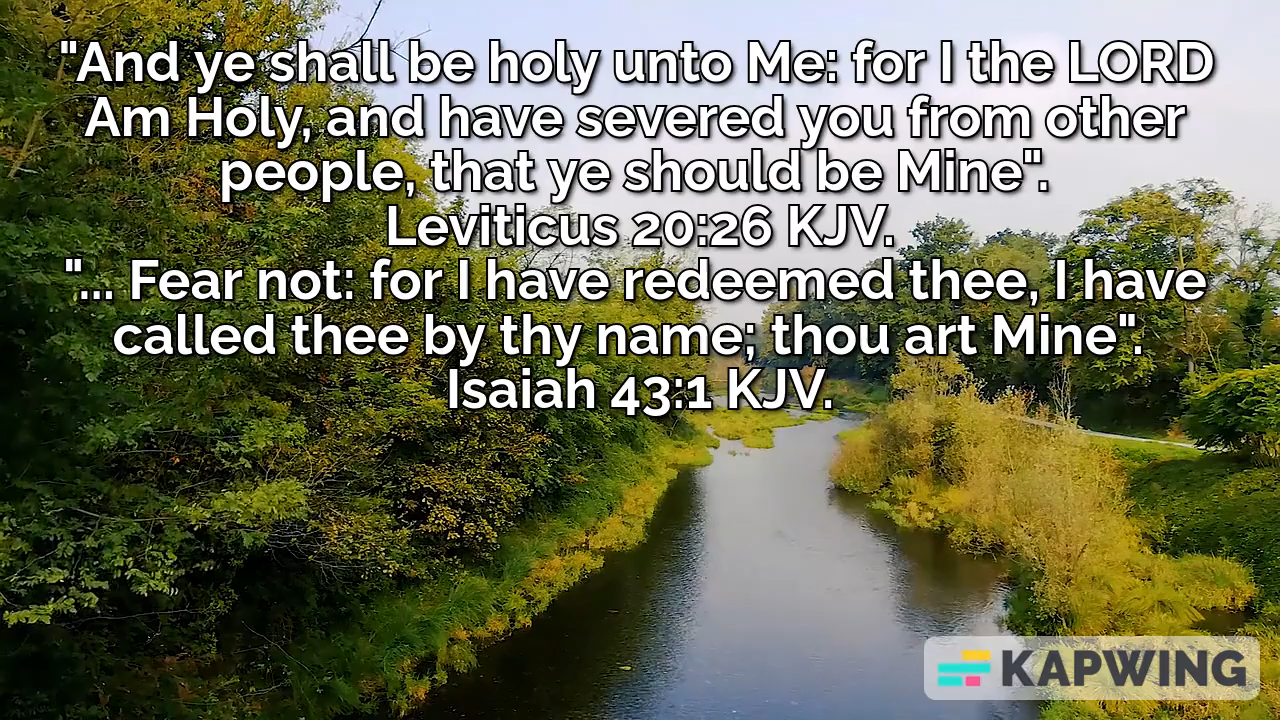 "And ye shall be holy unto Me: for I the LORD
Am Holy, and have severed you from other
people, that ye should be Mine".
Leviticus 20:26 KJV.
"... Fear not: for I have redeemed thee, I have
called thee by thy name; thou art Mine".
Isaiah 43:1 KJV.
KAPWING